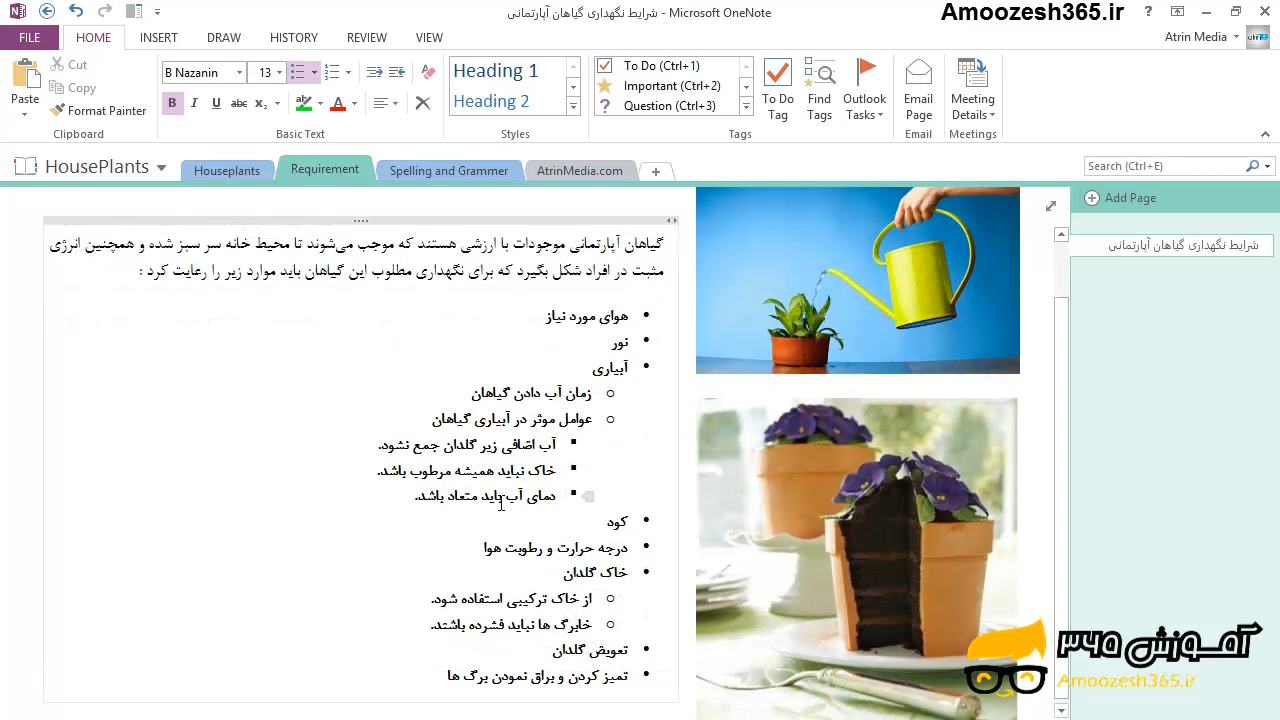 شرایط نگهداری گیاهان آپارتمانی - Microsoft OneNote
Amoozesh365.ir
FILE HOME INSERT DRAW HISTORY REVIEW VIEW
Atrin Media
Paste
Cut
Copy
Format Painter
Clipboard
B Nazanin 13
B I U abc x₂ A
Basic Text
Heading 1
Heading 2
Styles
To Do (Ctrl+1)
Important (Ctrl+2)
Question (Ctrl+3)
To Do Tag
Find Tags
Outlook Tasks
Tags
Email Page
Email
Meeting Details
Meetings
HousePlants
Houseplants Requirement Spelling and Grammer AtrinMedia.com
Search (Ctrl+E)
Add Page
شرایط نگهداری گیاهان آپارتمانی
گیاهان آپارتمانی موجودات با ارزشی هستند که موجب می‌شوند تا محیط خانه سر سبز شده و همچنین انرژی
مثبت در افراد شکل بگیرد که برای نگهداری مطلوب این گیاهان باید موارد زیر را رعایت کرد :
هوای مورد نیاز
نور
آبیاری
زمان آب دادن گیاهان
عوامل موثر در آبیاری گیاهان
آب اضافی زیر گلدان جمع نشود.
خاک نباید همیشه مرطوب باشد.
دمای آب باید متعاد باشد.
کود
درجه حرارت و رطوبت هوا
خاک گلدان
از خاک ترکیبی استفاده شود.
خابرگ ها نباید فشرده باشتد.
تعویض گلدان
تمیز کردن و براق نمودن برگ ها
آمـوزش ۳۶۵
Amoozesh365.ir